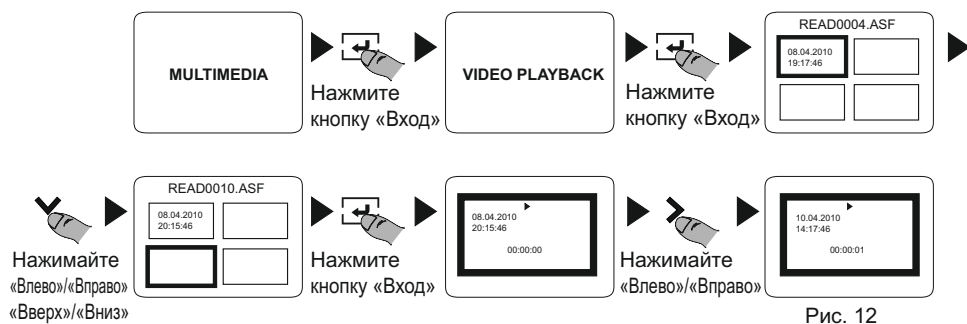 MULTIMEDIA
Нажмите
кнопку «Вход»
VIDEO PLAYBACK
Нажмите
кнопку «Вход»
READ0004.ASF
08.04.2010
19:17:46
Нажимайте
«Влево»/«Вправо»
«Вверх»/«Вниз»
READ0010.ASF
08.04.2010
20:15:46
Нажмите
кнопку «Вход»
08.04.2010
20:15:46
00:00:00
Нажимайте
«Влево»/«Вправо»
10.04.2010
14:17:46
00:00:01
Рис. 12